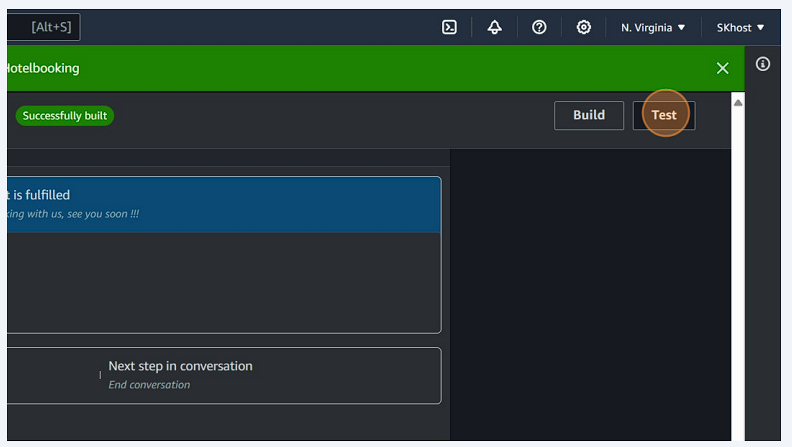 [Alt+S] N. Virginia ▼ SKhost ▼
Hotelbooking
Successfully built Build Test
t is fulfilled
king with us, see you soon !!!
Next step in conversation
End conversation